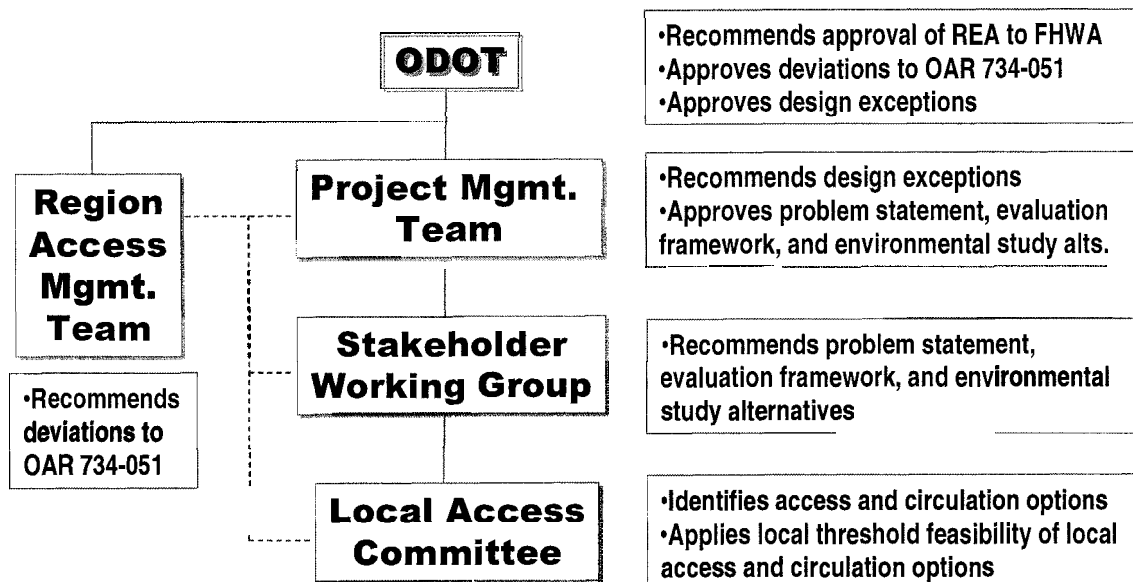 ODOT
•Recommends approval of REA to FHWA
•Approves deviations to OAR 734-051
•Approves design exceptions
Region
Access
Mgmt.
Team
•Recommends
deviations to
OAR 734-051
Project Mgmt.
Team
•Recommends design exceptions
•Approves problem statement, evaluation
framework, and environmental study alts.
Stakeholder
Working Group
•Recommends problem statement,
evaluation framework, and environmental
study alternatives
Local Access
Committee
•Identifies access and circulation options
•Applies local threshold feasibility of local
access and circulation options